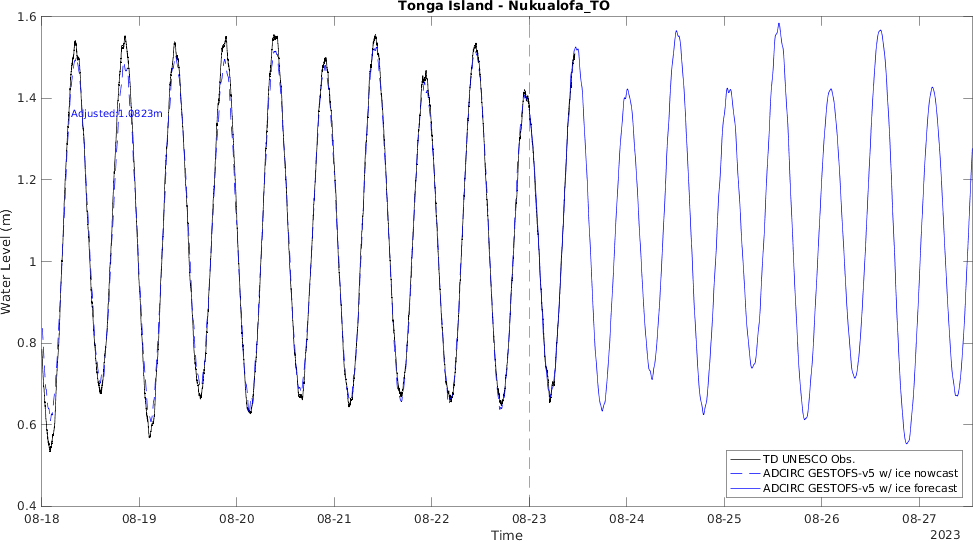 Tonga Island - Nukualofa_TO
1.6
1.4
Adjusted:1.0823m
1.2
1
0.8
0.6
0.4
Water Level (m)
TD UNESCO Obs.
ADCIRC GESTOFS-v5 w/ ice nowcast
ADCIRC GESTOFS-v5 w/ ice forecast
08-18 08-19 08-20 08-21 08-22 08-23 08-24 08-25 08-26 08-27
Time
2023